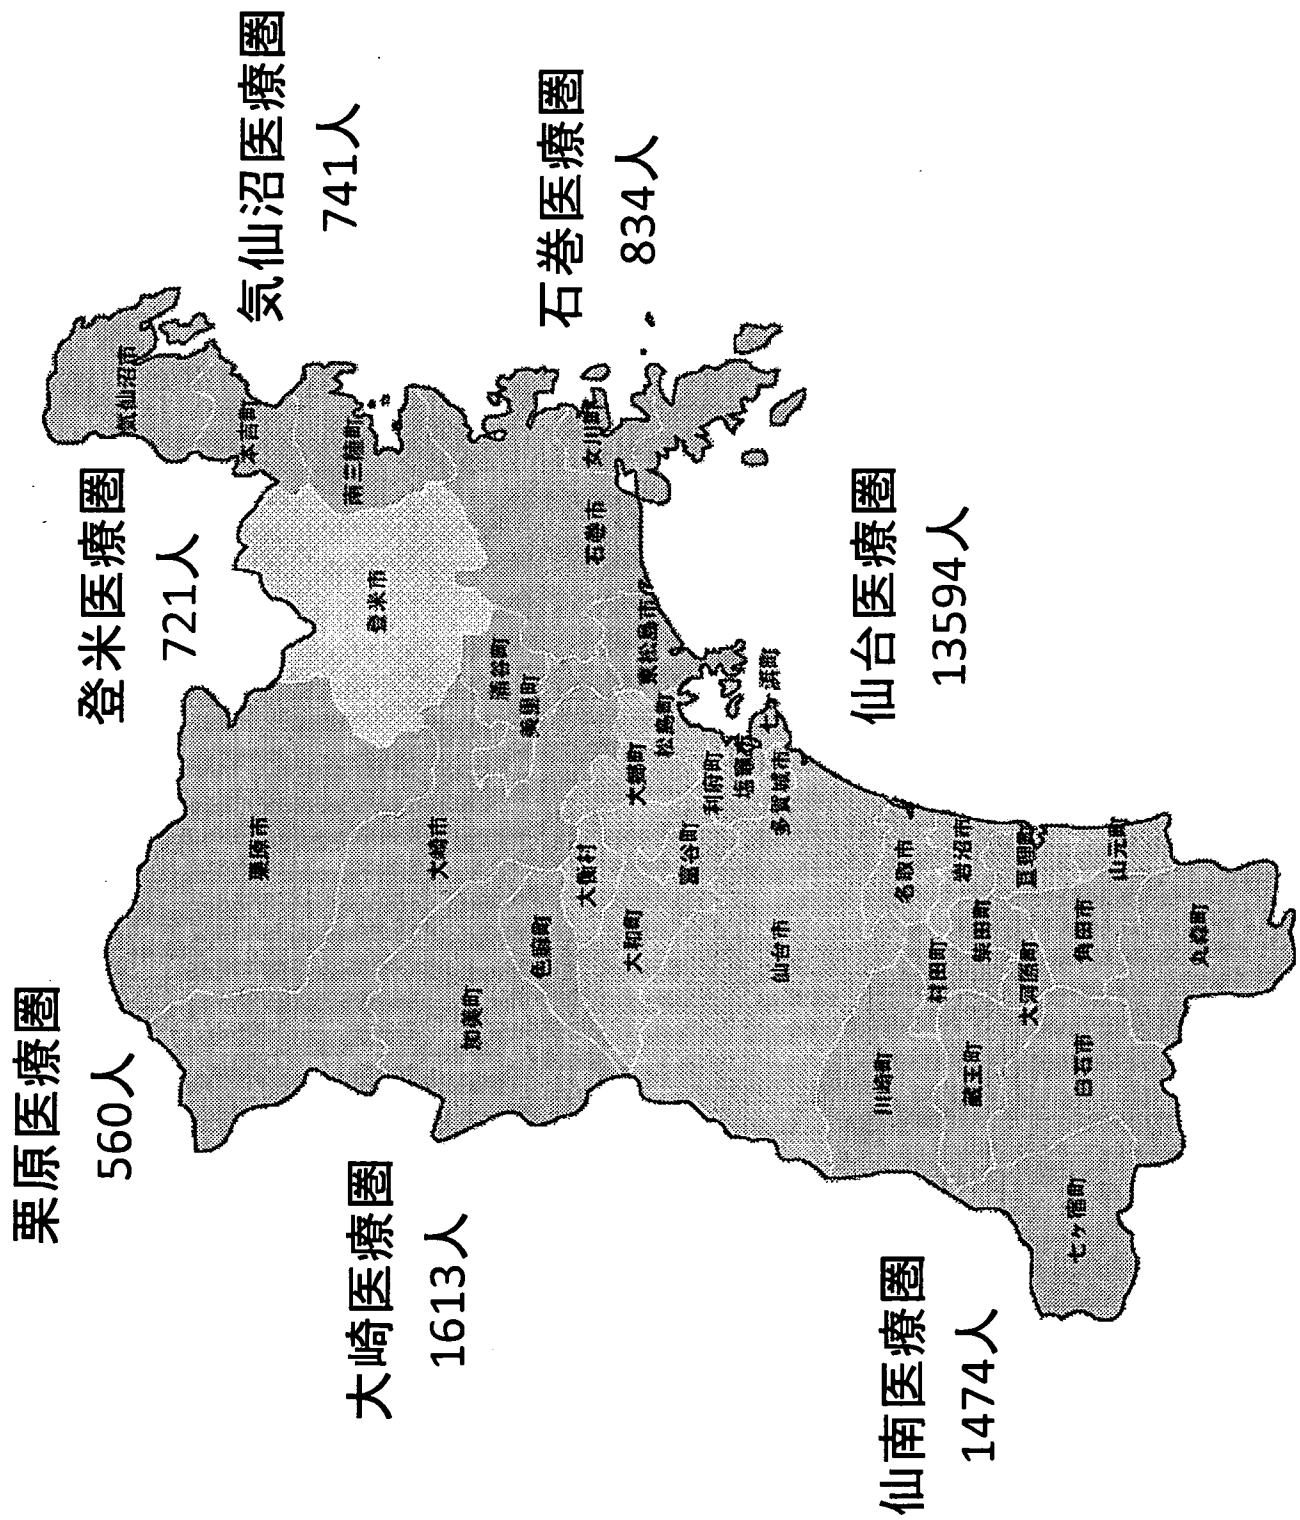 栗原医療圏
560人
登米医療圏
721人
気仙沼医療圏
741人
大崎医療圏
1613人
石巻医療圏
834人
仙南医療圏
1474人
仙台医療圏
13594人
気仙沼市
本吉町
南三陸町
登米市
栗原市
大崎市
涌谷町
美里町
女川町
石巻市
東松島市
松島町
加美町
色麻町
大衡村
大郷町
大和町
富谷町
利府町
塩竈市
七ヶ浜町
多賀城市
仙台市
名取市
川崎町
村田町
岩沼市
柴田町
蔵王町
亘理町
大河原町
角田市
山元町
白石市
七ヶ宿町
丸森町